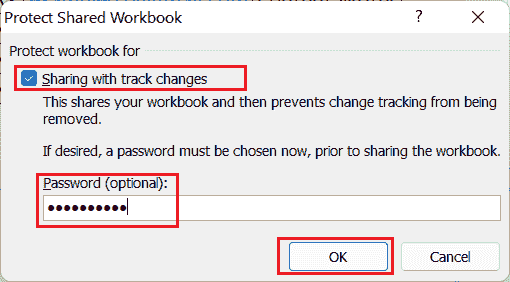 Protect Shared Workbook ? ×
Protect workbook for
Sharing with track changes
This shares your workbook and then prevents change tracking from being
removed.
If desired, a password must be chosen now, prior to sharing the workbook.
Password (optional):
●●●●●●●●●●
OK Cancel